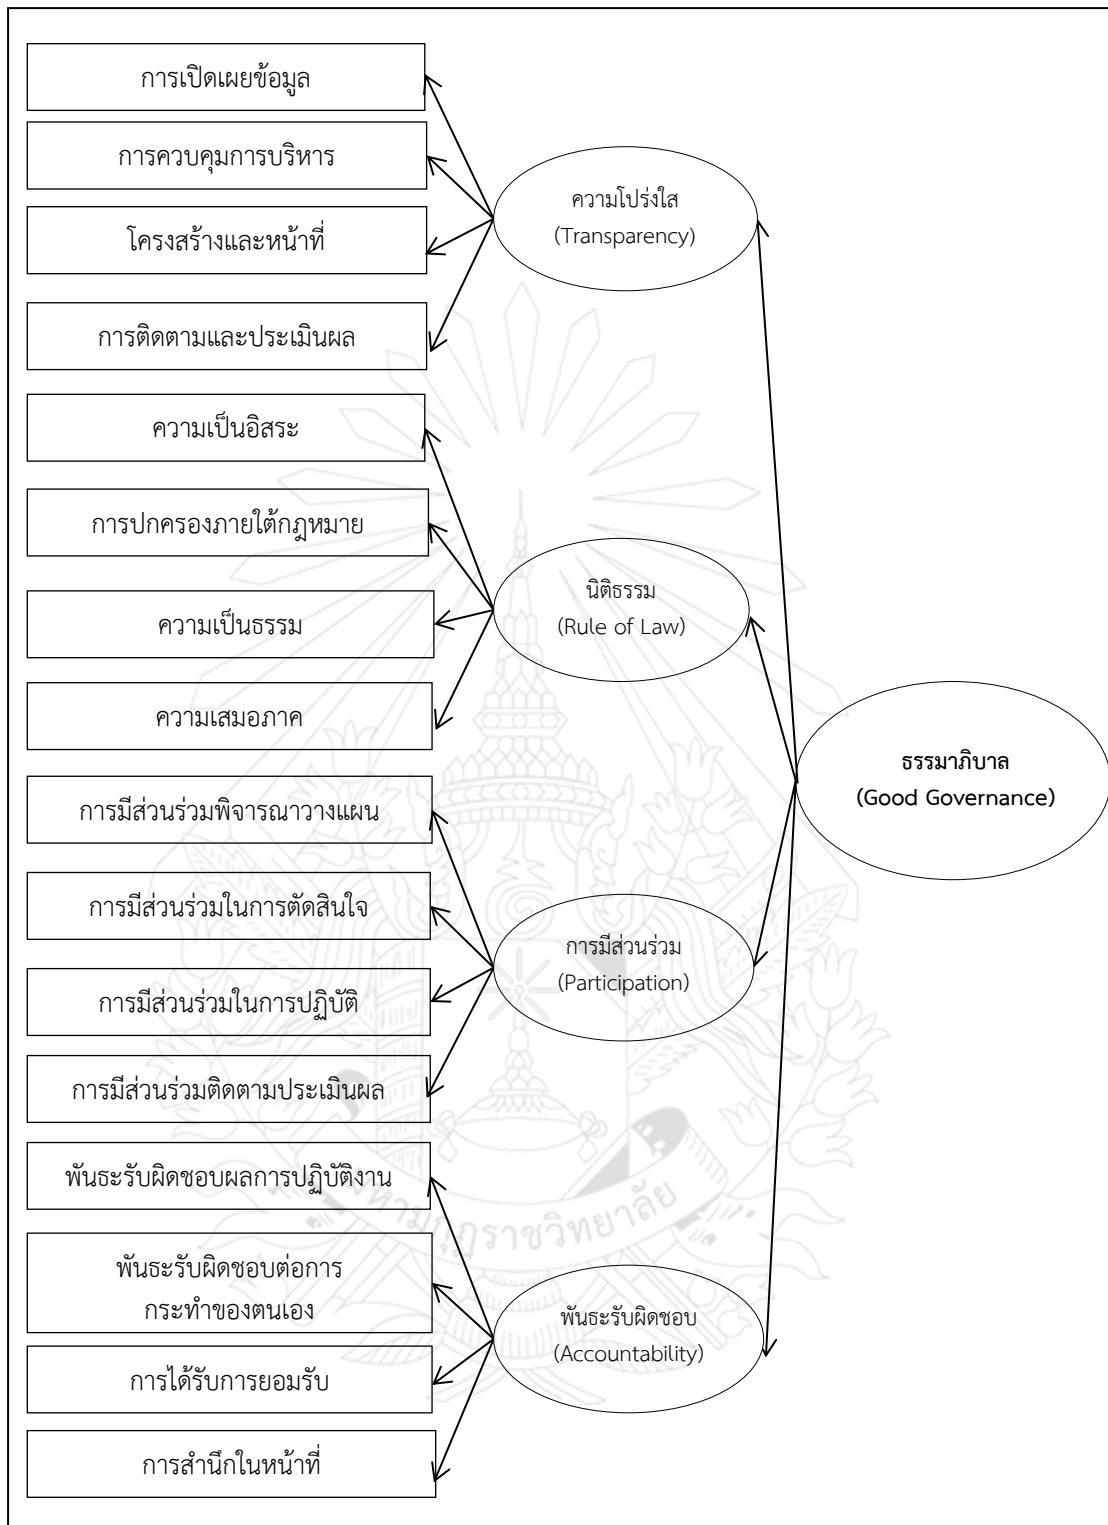 การเปิดเผยข้อมูล
การควบคุมการบริหาร
โครงสร้างและหน้าที่
การติดตามและประเมินผล
ความโปร่งใส
(Transparency)
ความเป็นอิสระ
การปกครองภายใต้กฎหมาย
ความเป็นธรรม
ความเสมอภาค
นิติธรรม
(Rule of Law)
การมีส่วนร่วมพิจารณาวางแผน
การมีส่วนร่วมในการตัดสินใจ
การมีส่วนร่วมในการปฏิบัติ
การมีส่วนร่วมติดตามประเมินผล
การมีส่วนร่วม
(Participation)
พันธะรับผิดชอบผลการปฏิบัติงาน
พันธะรับผิดชอบต่อการ
กระทำของตนเอง
การได้รับการยอมรับ
การสำนึกในหน้าที่
พันธะรับผิดชอบ
(Accountability)
ธรรมาภิบาล
(Good Governance)